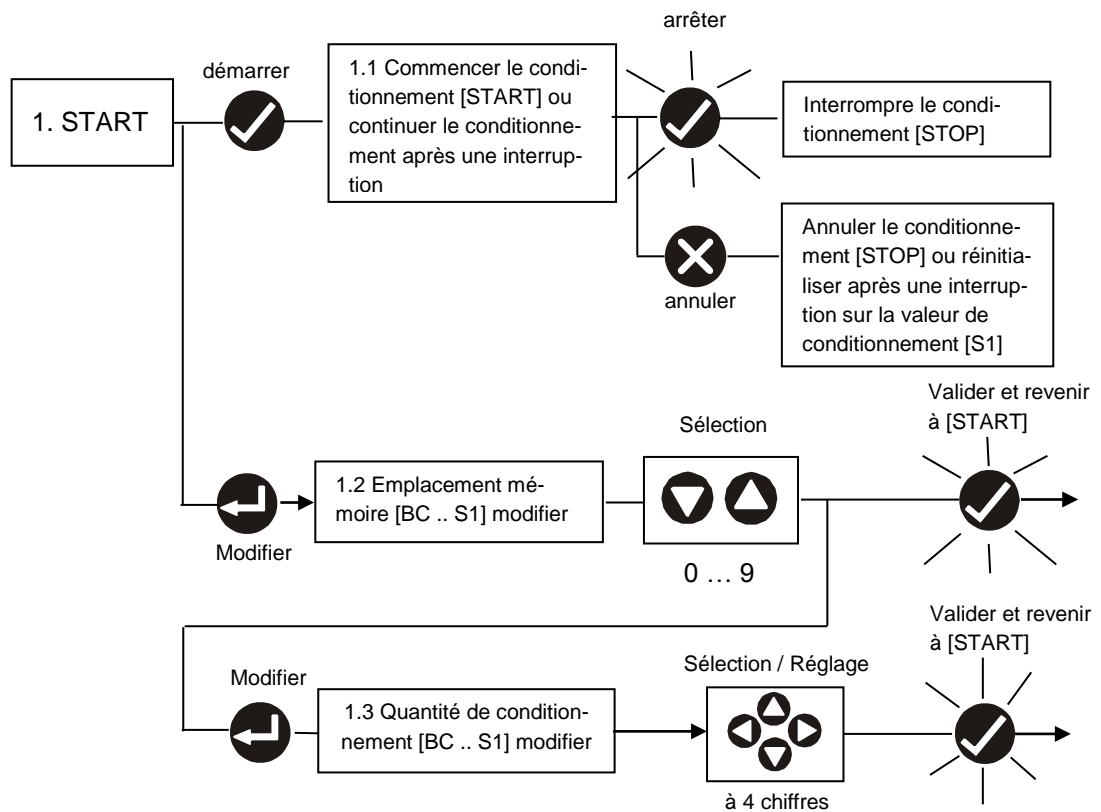 arrêter
démarrer
1. START
1.1 Commencer le condi-
tionnement [START] ou
continuer le conditionne-
ment après une interrup-
tion
Interrompre le condi-
tionnement [STOP]
annuler
Annuler le conditionne-
ment [STOP] ou réinitia-
liser après une interrup-
tion sur la valeur de
conditionnement [S1]
Modifier
1.2 Emplacement mé-
moire [BC .. S1] modifier
Sélection
0 … 9
Valider et revenir
à [START]
Modifier
1.3 Quantité de condition-
nement [BC .. S1] modifier
Sélection / Réglage
à 4 chiffres
Valider et revenir
à [START]